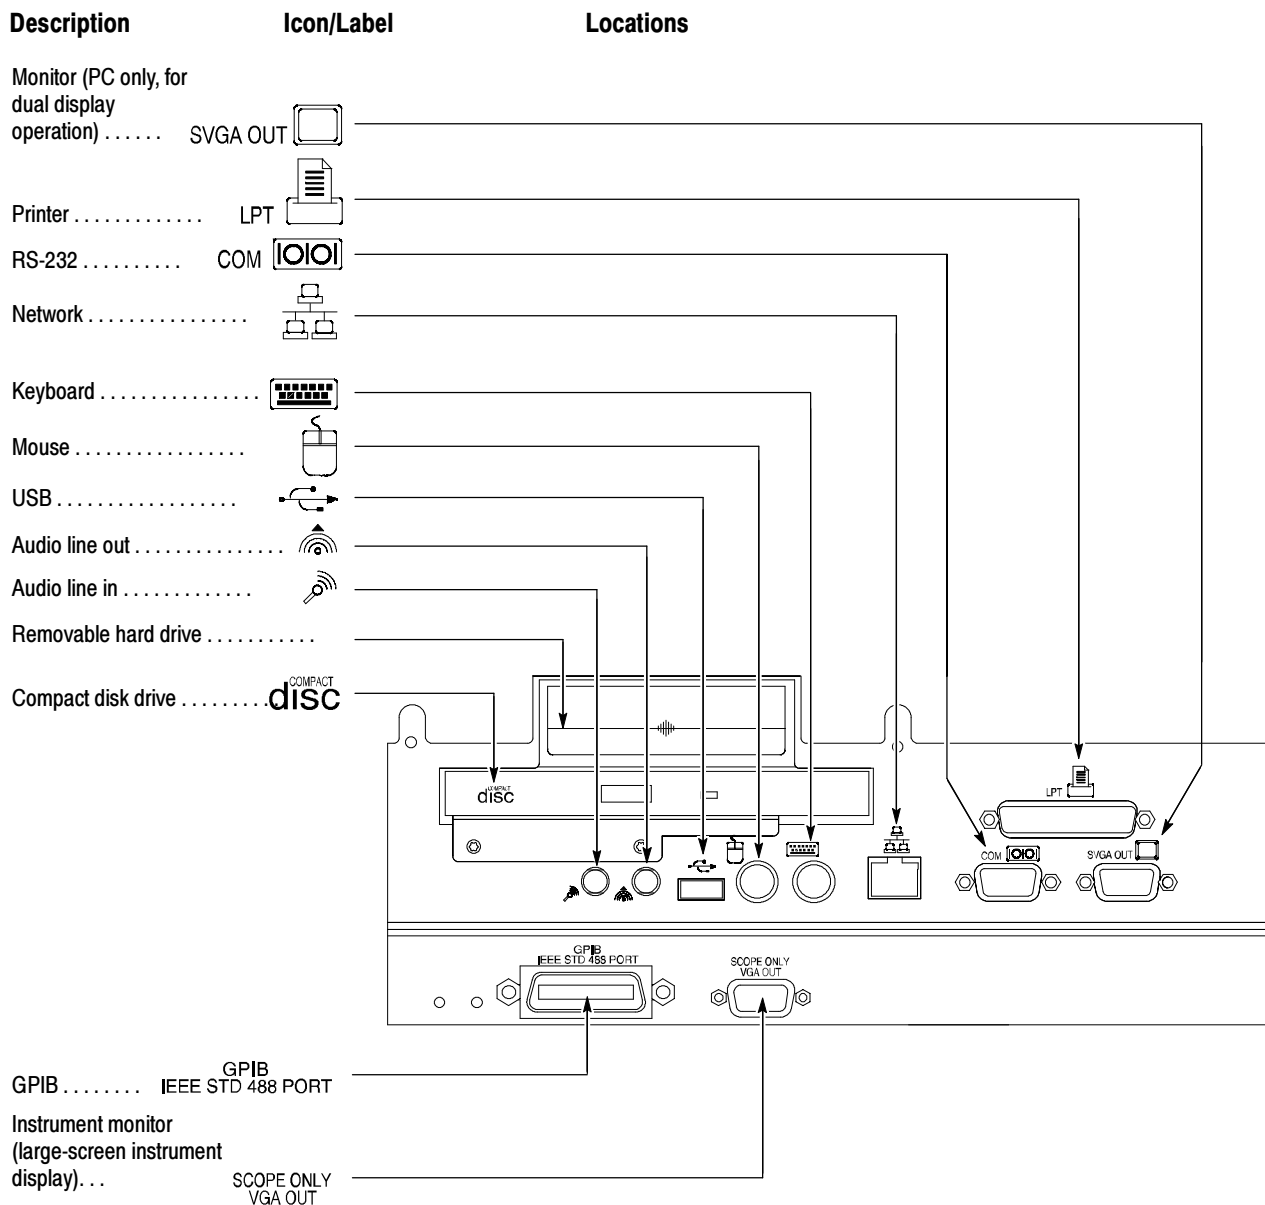 Description Icon/Label Locations
Monitor (PC only, for
dual display
operation) . . . . . . SVGA OUT
Printer . . . . . . . . . . . . . LPT
RS-232 . . . . . . . . . . COM IOIOI
Network . . . . . . . . . . . . . . . .
Keyboard . . . . . . . . . . . . . . . .
Mouse . . . . . . . . . . . . . . . . .
USB . . . . . . . . . . . . . . . . . .
Audio line out . . . . . . . . . . . . . . .
Audio line in . . . . . . . . . . . . .
Removable hard drive . . . . . . . . . . .
Compact disk drive . . . . . . . . . COMPACT disc
COMPACT
disc
LPT
COM IOIOI
SVGA OUT
GPIB
IEEE STD 488 PORT
SCOPE ONLY
VGA OUT
GPIB . . . . . . . . GPIB
IEEE STD 488 PORT
Instrument monitor
(large-screen instrument
display). . . SCOPE ONLY
VGA OUT